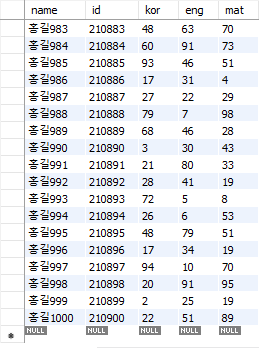 name id kor eng mat
홍길983 210883 48 63 70
홍길984 210884 60 91 73
홍길985 210885 93 46 51
홍길986 210886 17 31 4
홍길987 210887 27 22 29
홍길988 210888 79 7 98
홍길989 210889 68 46 28
홍길990 210890 3 30 43
홍길991 210891 21 80 33
홍길992 210892 28 41 19
홍길993 210893 72 5 8
홍길994 210894 26 6 53
홍길995 210895 48 79 51
홍길996 210896 17 34 19
홍길997 210897 94 10 70
홍길998 210898 20 91 95
홍길999 210899 2 25 19
홍길1000 210900 22 51 89
NULL NULL NULL NULL NULL